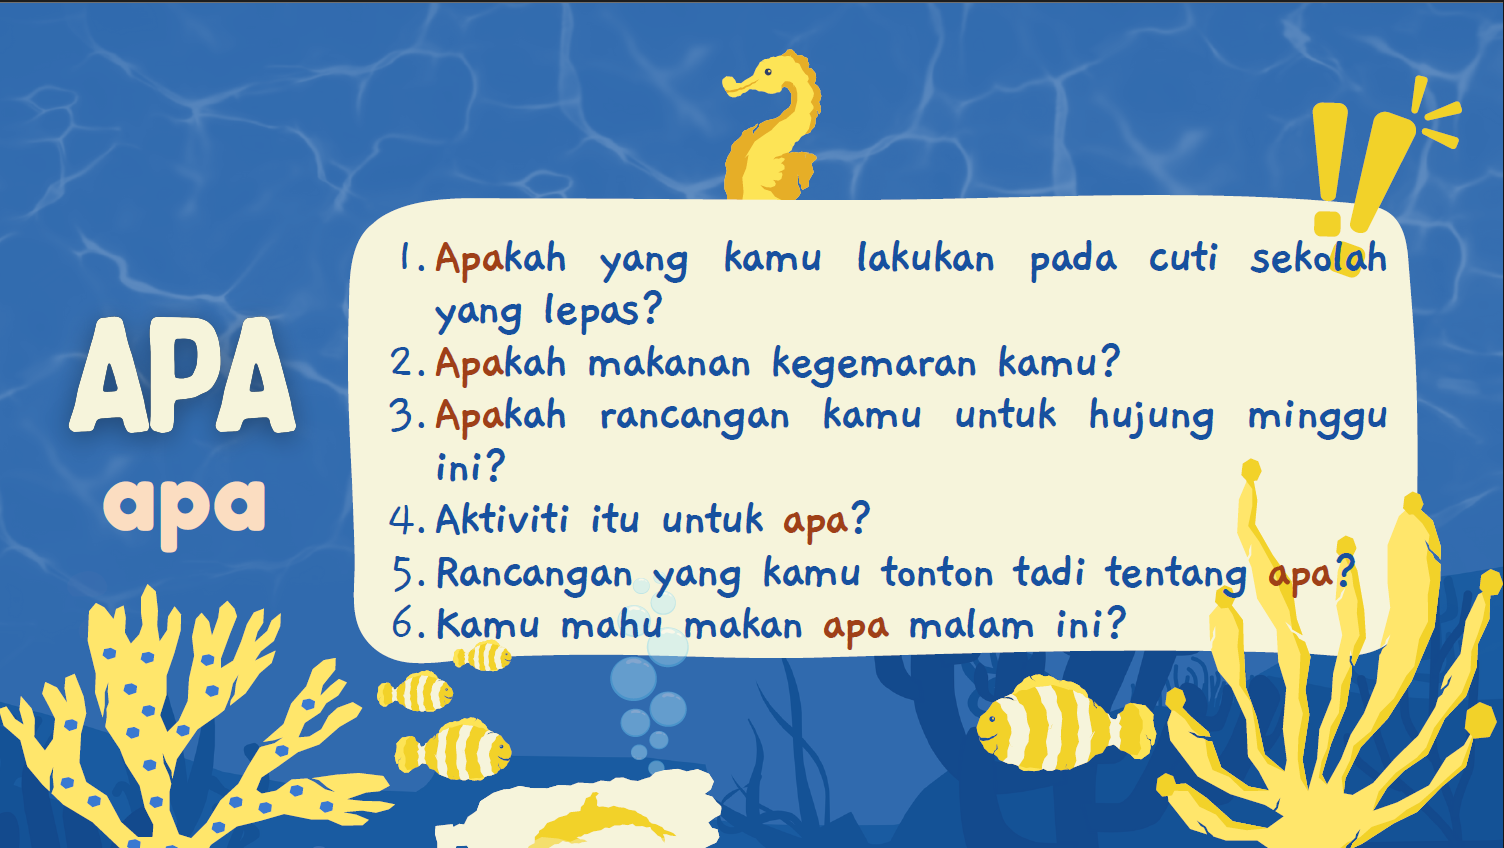 APA
apa
1. Apakah yang kamu lakukan pada cuti sekolah
yang lepas?
2. Apakah makanan kegemaran kamu?
3. Apakah rancangan kamu untuk hujung minggu
ini?
4. Aktiviti itu untuk apa?
5. Rancangan yang kamu tonton tadi tentang apa?
6. Kamu mahu makan apa malam ini?